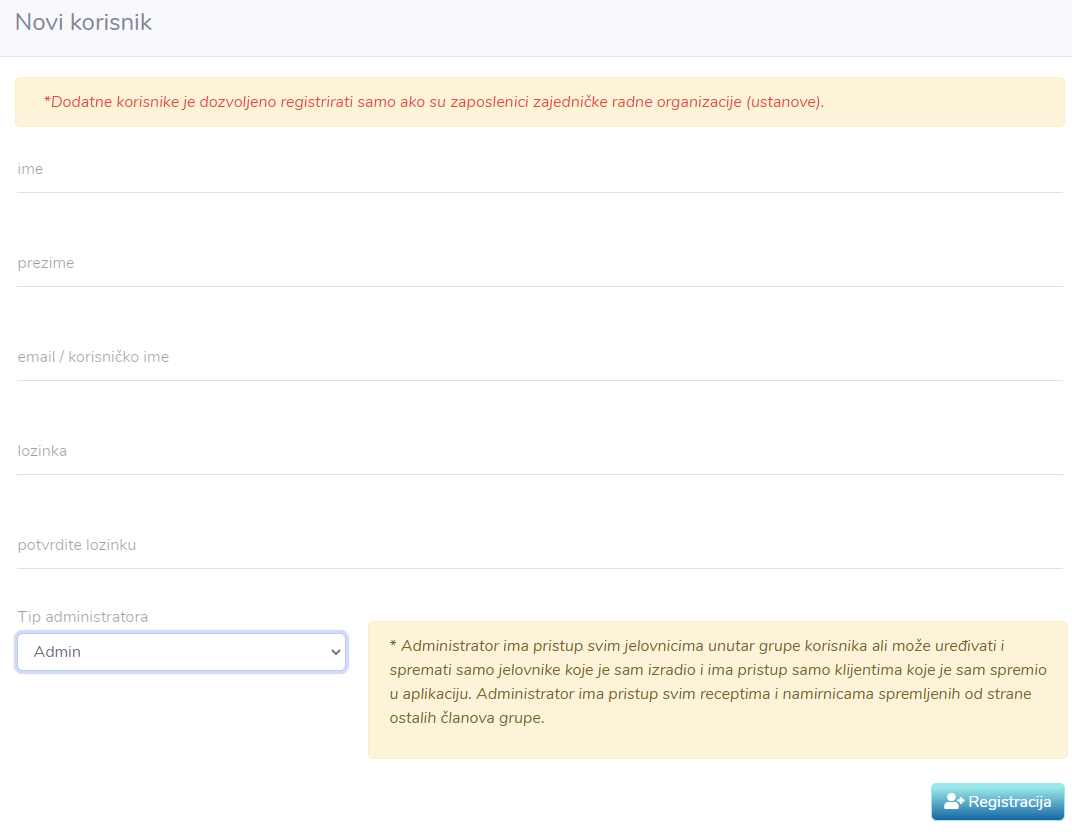 Novi korisnik
*Dodatne korisnike je dozvoljeno registrirati samo ako su zaposlenici zajedničke radne organizacije (ustanove).
ime
prezime
email / korisničko ime
lozinka
potvrdite lozinku
Tip administratora
Admin
* Administrator ima pristup svim jelovnicima unutar grupe korisnika ali može uređivati i
spremati samo jelovnike koje je sam izradio i ima pristup samo klijentima koje je sam spremio
u aplikaciju. Administrator ima pristup svim receptima i namirnicama spremljenih od strane
ostalih članova grupe.
Registracija